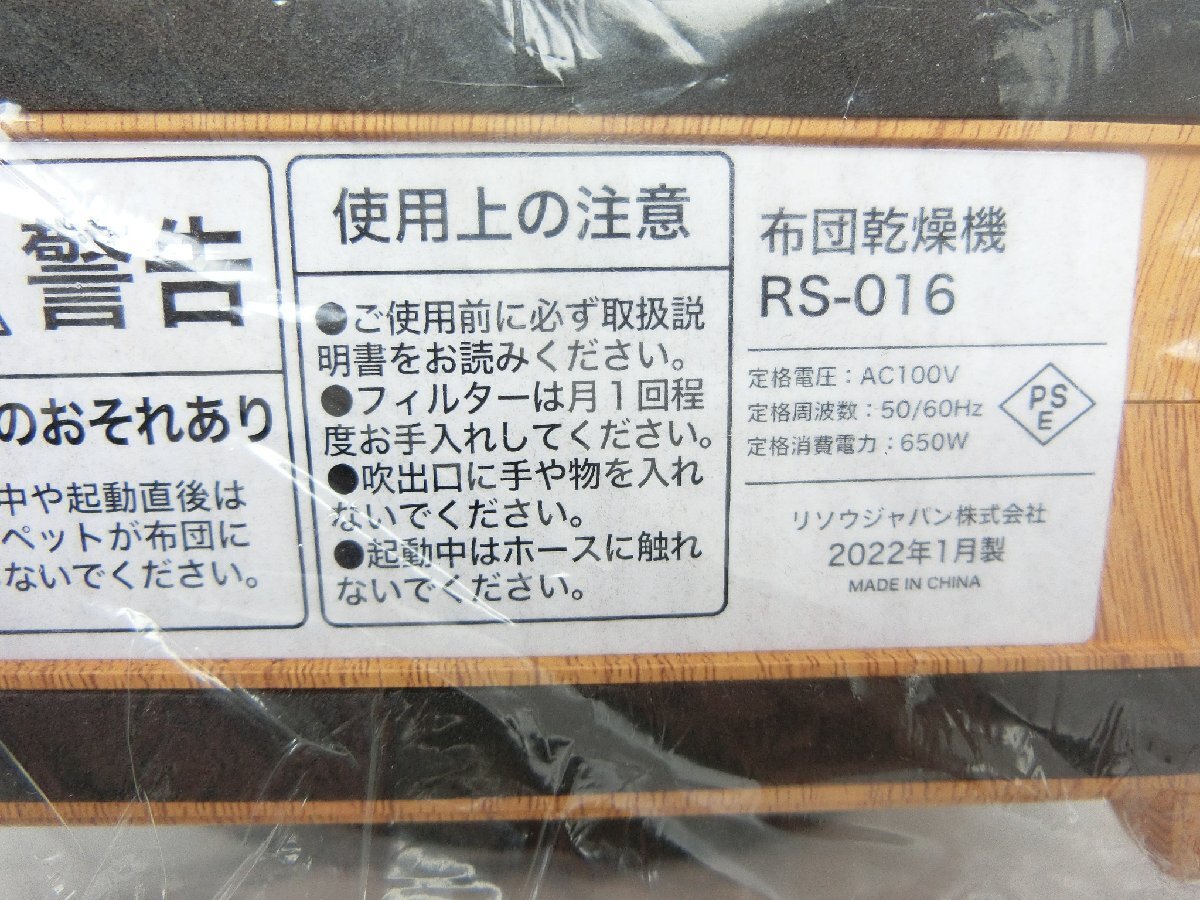 警告
のおそれあり
中や起動直後は
ペットが布団に
ないでください。
使用上の注意
●ご使用前に必ず取扱説
明書をお読みください。
●フィルターは月1回程
度お手入れしてください。
●吹出口に手や物を入れ
ないでください。
●起動中はホースに触れ
ないでください。
布団乾燥機
RS-016
定格電圧：AC100V
定格周波数：50/60Hz
定格消費電力：650W
PS
E
リソウジャパン株式会社
2022年1月製
MADE IN CHINA